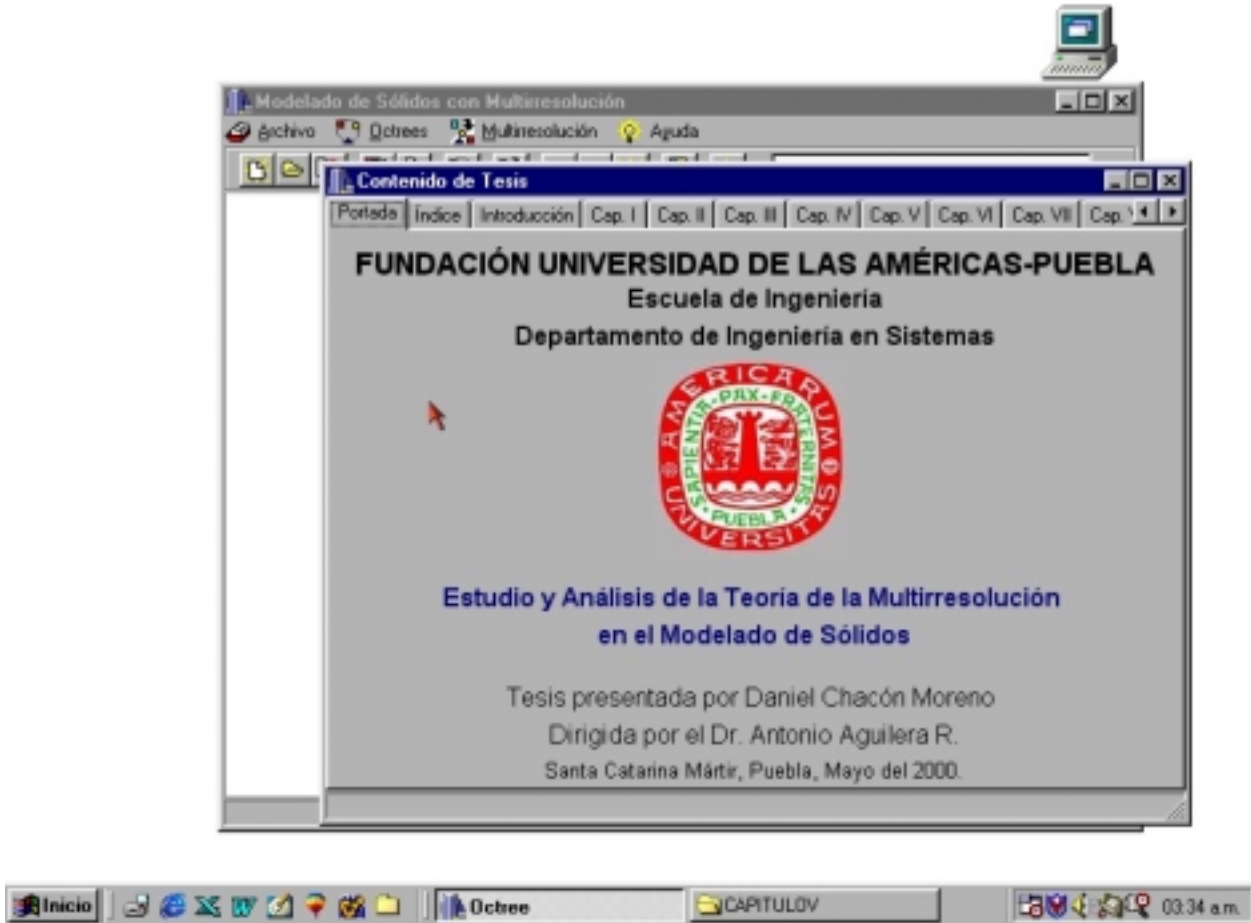 Modelado de Sólidos con Multirresolución
Archivo Octrees Multirresolución Ayuda
Contenido de Tesis
Portada Índice Introducción Cap. I Cap. II Cap. III Cap. IV Cap. V Cap. VI Cap. VII Cap.
FUNDACIÓN UNIVERSIDAD DE LAS AMÉRICAS-PUEBLA
Escuela de Ingeniería
Departamento de Ingeniería en Sistemas
AMERICARUM UNIVERSITAS
SAPIENTIA-PAX-FRATERNITAS
PUEBLA
Estudio y Análisis de la Teoría de la Multirresolución
en el Modelado de Sólidos
Tesis presentada por Daniel Chacón Moreno
Dirigida por el Dr. Antonio Aguilera R.
Santa Catarina Mártir, Puebla, Mayo del 2000.
Inicio Octree CAPITULOV 03:34 a.m.